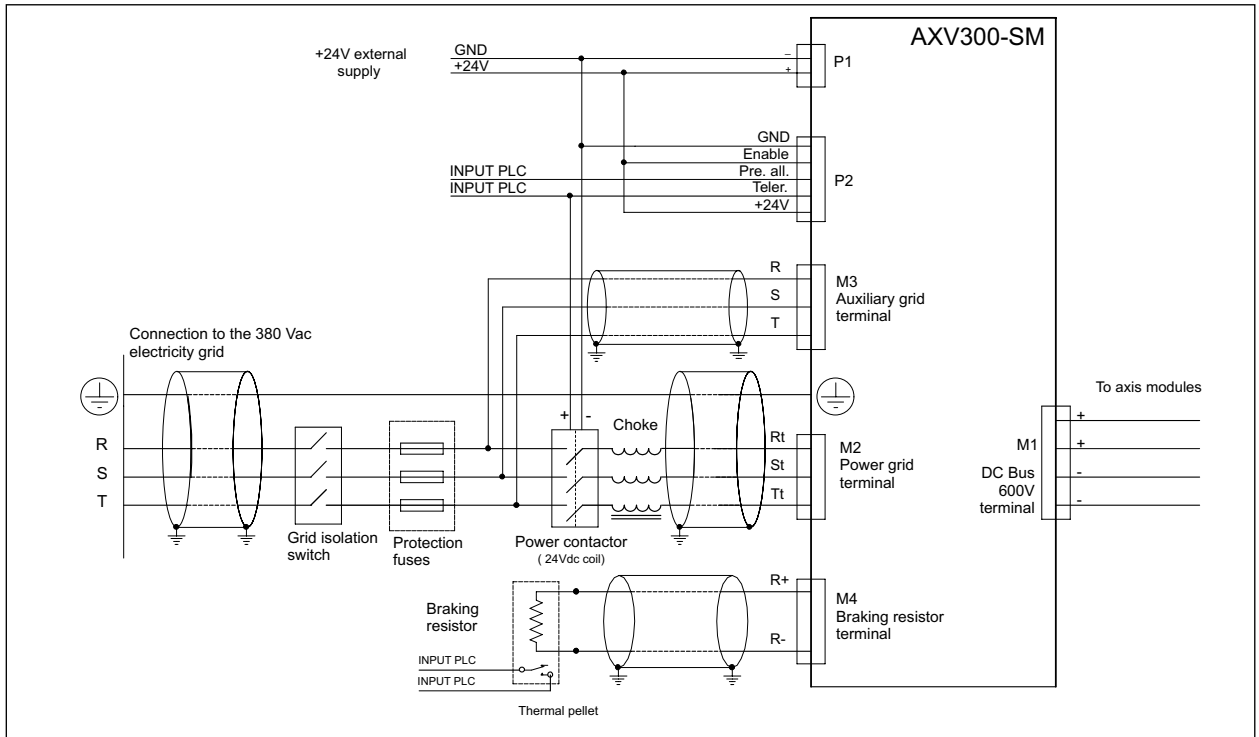 AXV300-SM
+24V external
supply
GND
+24V
–
+
P1
GND
Enable
Pre. all.
Teler.
+24V
INPUT PLC
INPUT PLC
P2
R
S
T
M3
Auxiliary grid
terminal
Connection to the 380 Vac
electricity grid
R
S
T
Grid isolation
switch
Protection
fuses
+ -
Power contactor
( 24Vdc coil)
Choke
Rt
St
Tt
M2
Power grid
terminal
To axis modules
+
+
-
-
M1
DC Bus
600V
terminal
Braking
resistor
INPUT PLC
INPUT PLC
Thermal pellet
R+
R-
M4
Braking resistor
terminal